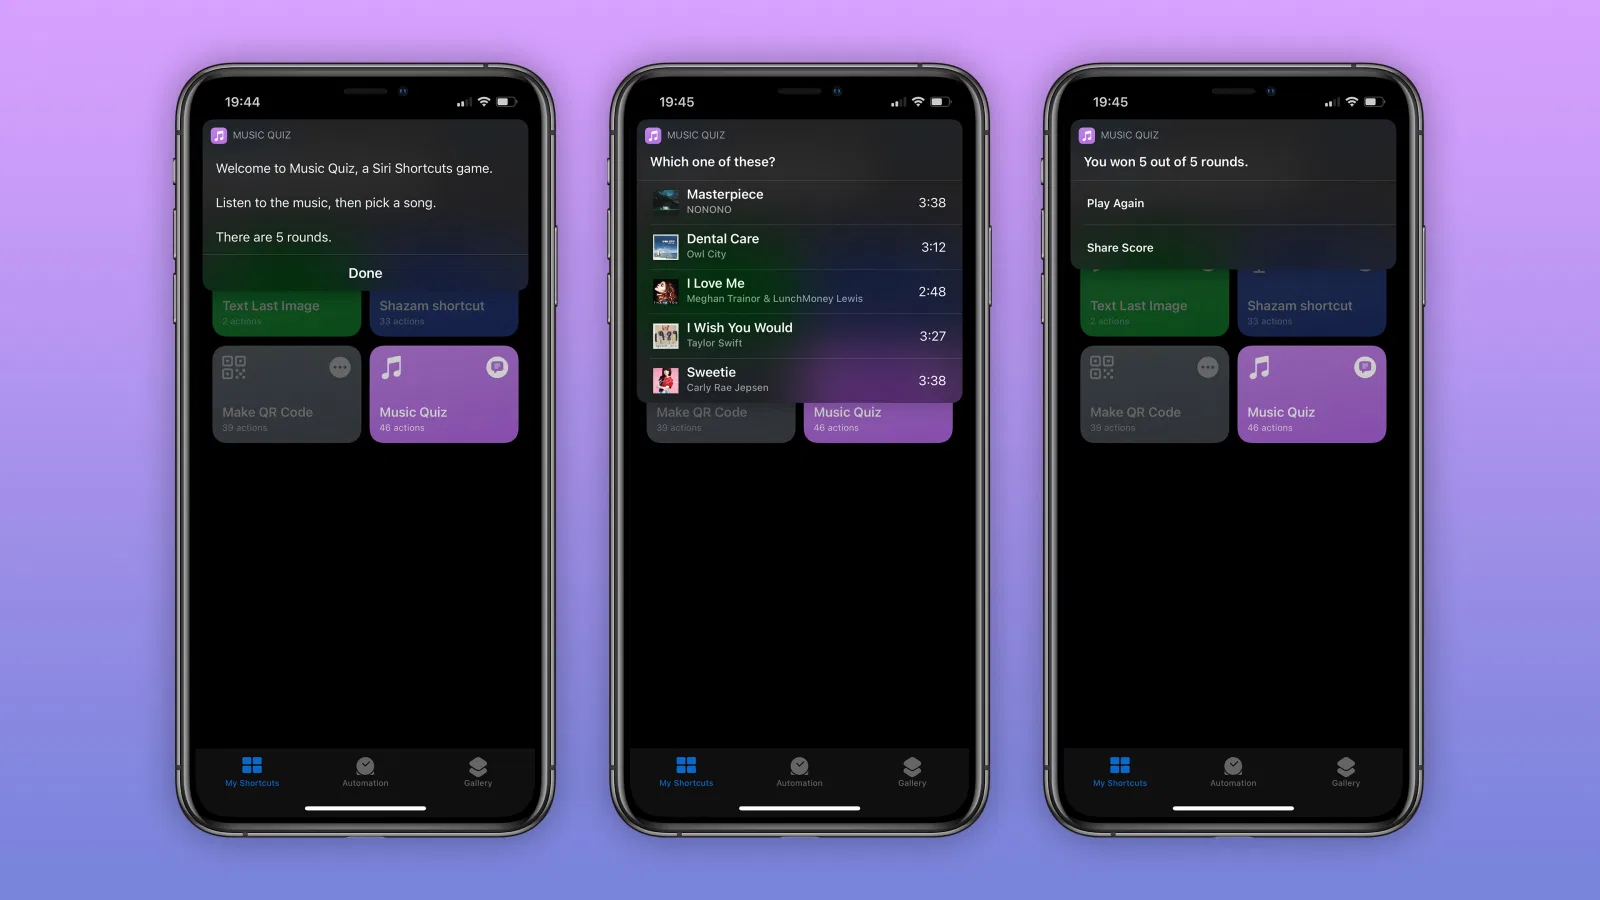 19:44
MUSIC QUIZ
Welcome to Music Quiz, a Siri Shortcuts game.
Listen to the music, then pick a song.
There are 5 rounds.
Done
Text Last Image
2 actions
Shazam shortcut
33 actions
Make QR Code
39 actions
Music Quiz
46 actions
My Shortcuts
Automation
Gallery
19:45
MUSIC QUIZ
Which one of these?
Masterpiece
NONONO
3:38
Dental Care
Owl City
3:12
I Love Me
Meghan Trainor & LunchMoney Lewis
2:48
I Wish You Would
Taylor Swift
3:27
Sweetie
Carly Rae Jepsen
3:38
Make QR Code
39 actions
Music Quiz
46 actions
My Shortcuts
Automation
Gallery
19:45
MUSIC QUIZ
You won 5 out of 5 rounds.
Play Again
Share Score
Text Last Image
2 actions
Shazam shortcut
33 actions
Make QR Code
39 actions
Music Quiz
46 actions
My Shortcuts
Automation
Gallery